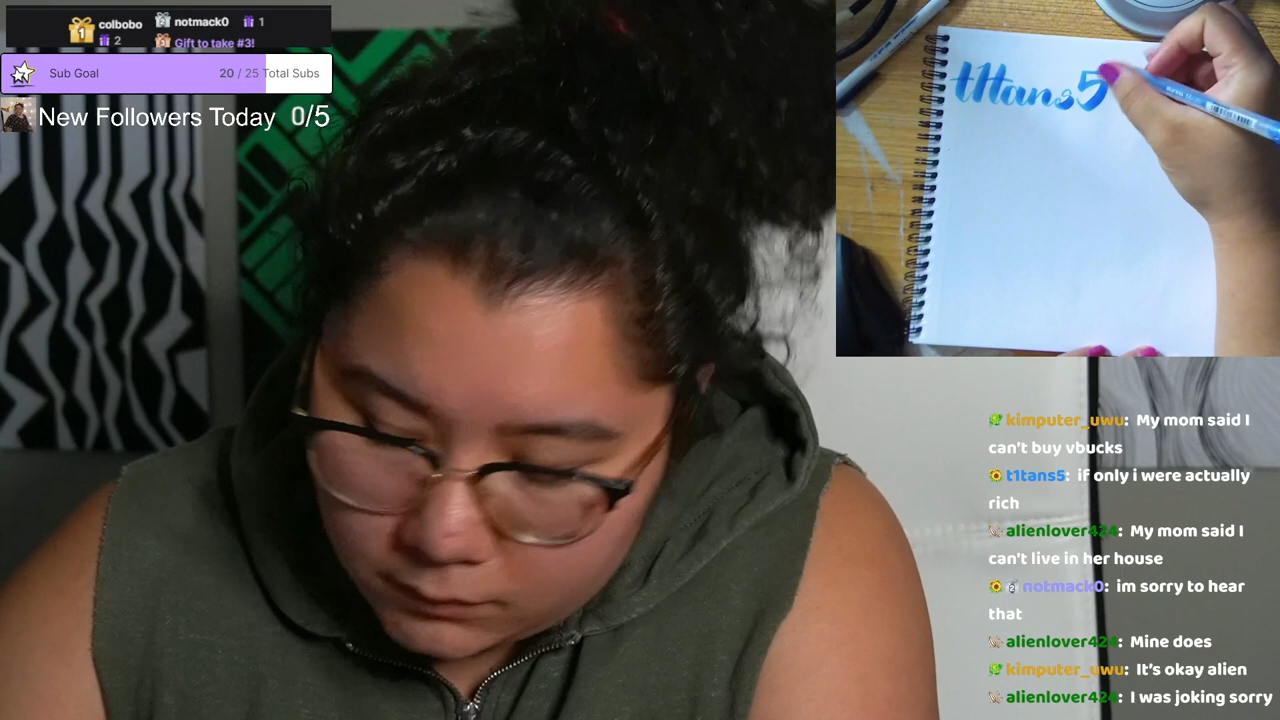 colbobo
2
notmack0 1
Gift to take #3!
Sub Goal 20 / 25 Total Subs
New Followers Today 0/5
t1tans5
kimputer_uwu: My mom said I
can't buy vbucks
t1tans5: if only i were actually
rich
alienlover424: My mom said I
can't live in her house
notmack0: im sorry to hear
that
alienlover424: Mine does
kimputer_uwu: It's okay alien
alienlover424: I was joking sorry